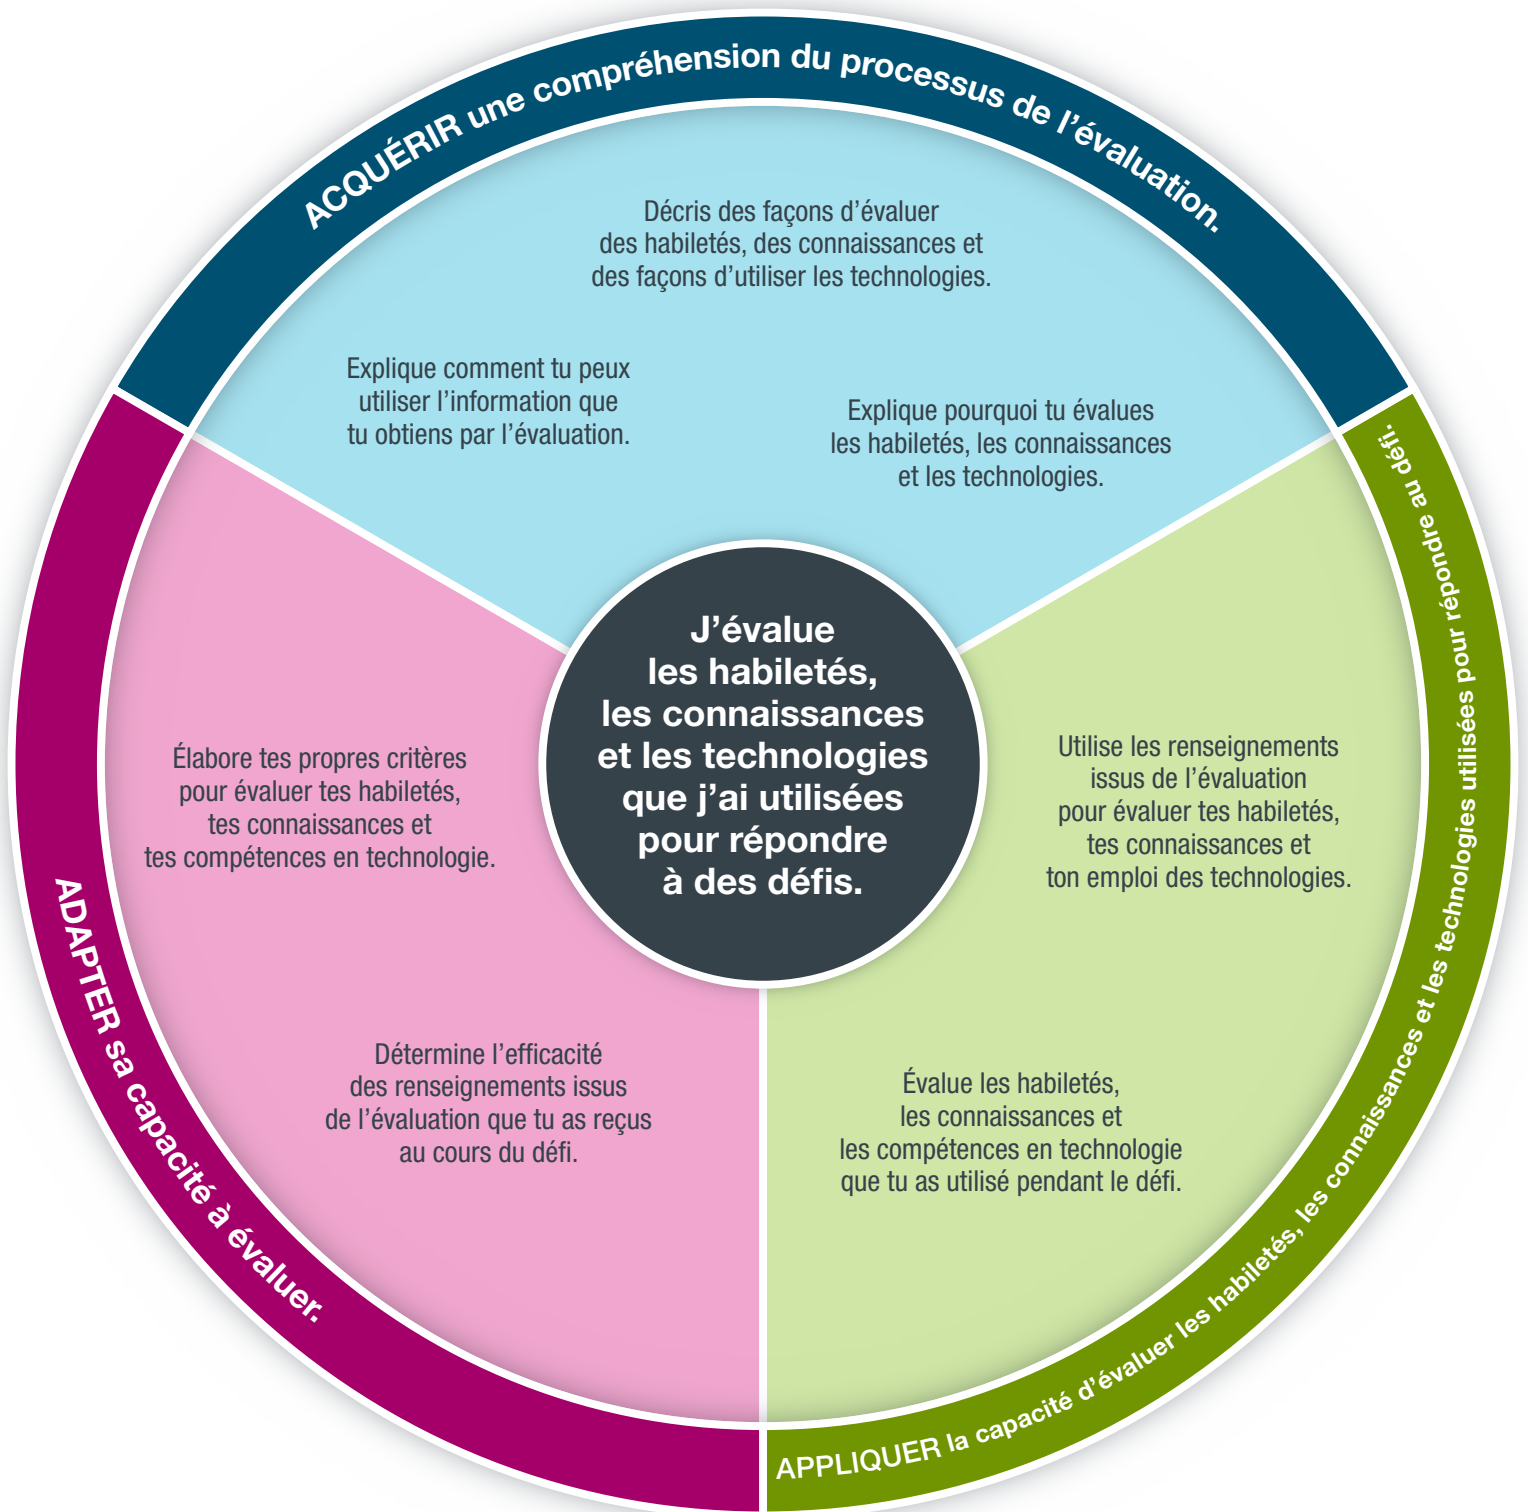 ACQUÉRIR une compréhension du processus de l’évaluation.
Décris des façons d’évaluer
des habiletés, des connaissances et
des façons d’utiliser les technologies.
Explique comment tu peux
utiliser l’information que
tu obtiens par l’évaluation.
Explique pourquoi tu évalues
les habiletés, les connaissances
et les technologies.
J’évalue
les habiletés,
les connaissances
et les technologies
que j’ai utilisées
pour répondre
à des défis.
APPLIQUER la capacité d’évaluer les habiletés, les connaissances et les technologies utilisées pour répondre au défi.
Utilise les renseignements
issus de l’évaluation
pour évaluer tes habiletés,
tes connaissances et
ton emploi des technologies.
Évalue les habiletés,
les connaissances et
les compétences en technologie
que tu as utilisé pendant le défi.
ADAPTER sa capacité à évaluer.
Élabore tes propres critères
pour évaluer tes habiletés,
tes connaissances et
tes compétences en technologie.
Détermine l’efficacité
des renseignements issus
de l’évaluation que tu as reçus
au cours du défi.